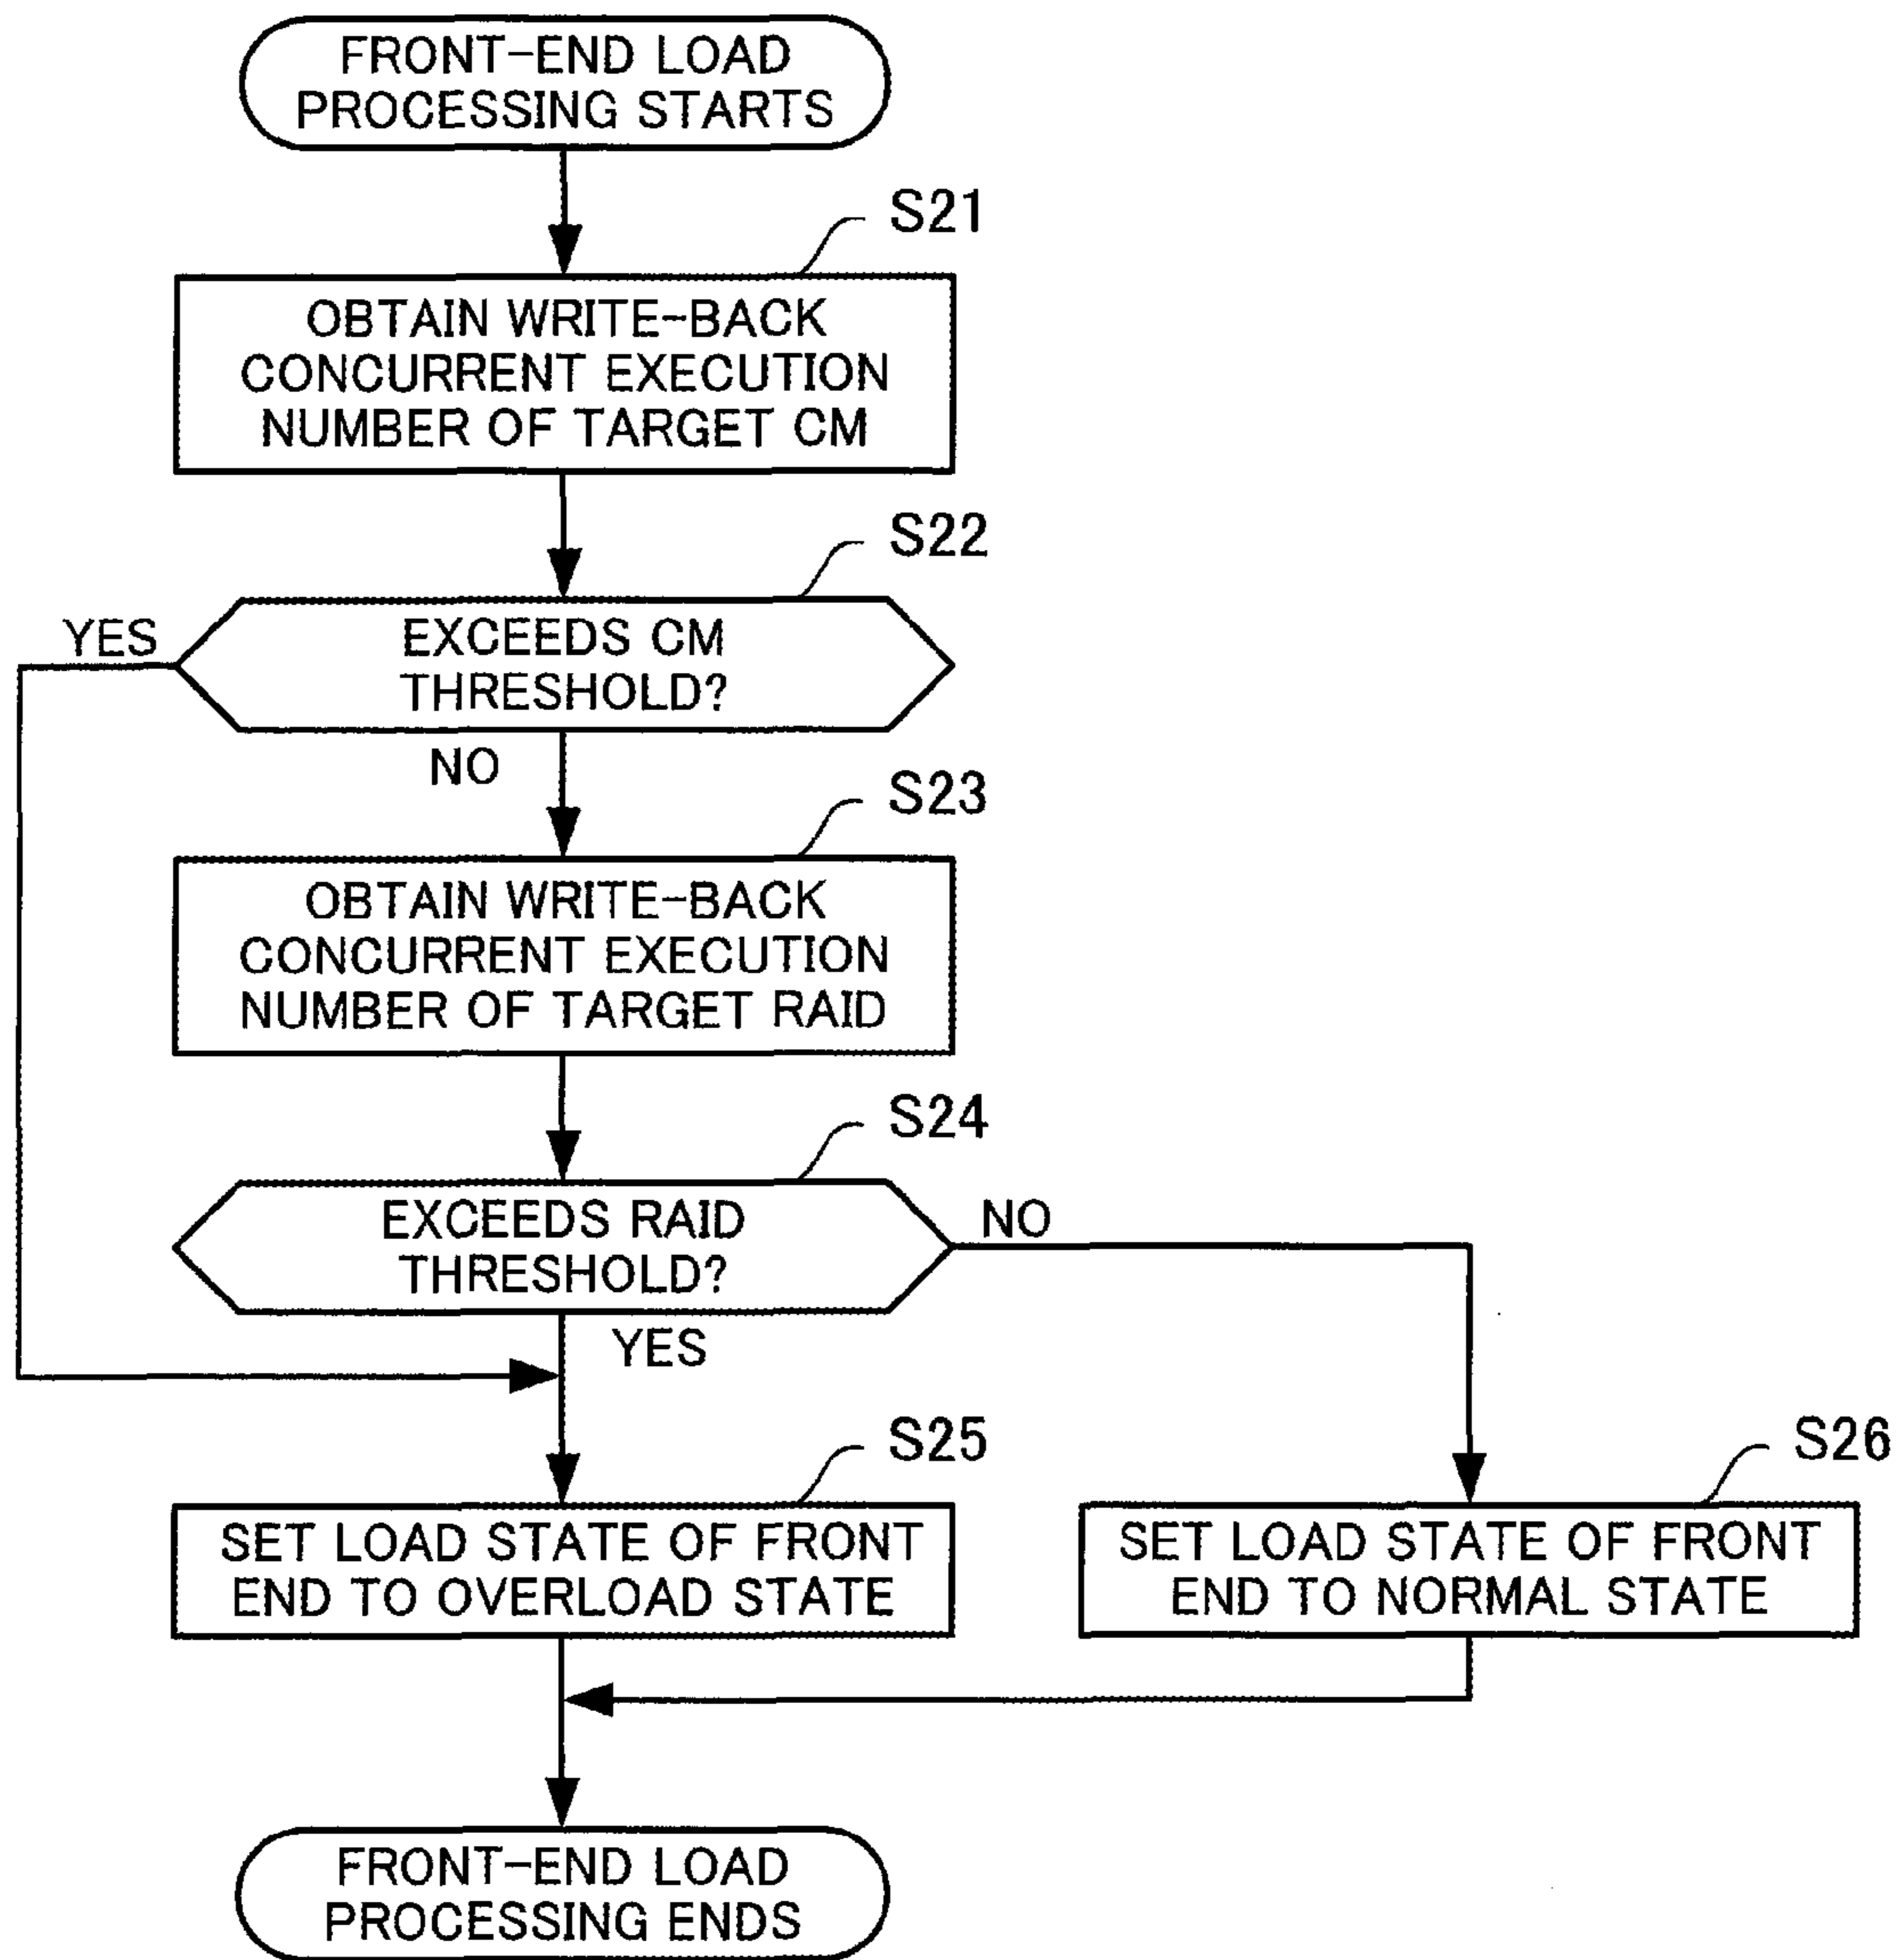 FRONT-END LOAD
PROCESSING STARTS
S21
OBTAIN WRITE-BACK
CONCURRENT EXECUTION
NUMBER OF TARGET CM
S22
YES
EXCEEDS CM
THRESHOLD?
NO
S23
OBTAIN WRITE-BACK
CONCURRENT EXECUTION
NUMBER OF TARGET RAID
S24
EXCEEDS RAID
THRESHOLD?
NO
YES
S25
SET LOAD STATE OF FRONT
END TO OVERLOAD STATE
S26
SET LOAD STATE OF FRONT
END TO NORMAL STATE
FRONT-END LOAD
PROCESSING ENDS